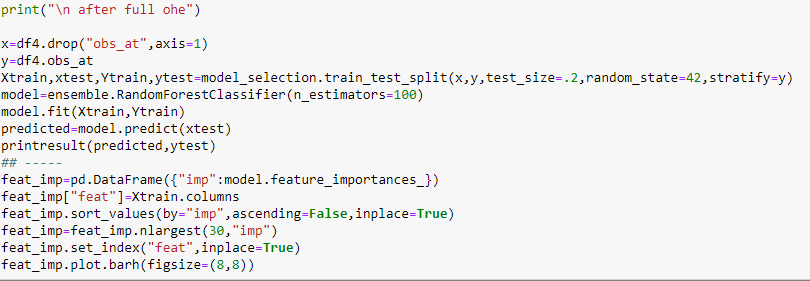 print("\n after full ohe")
x=df4.drop("obs_at",axis=1)
y=df4.obs_at
Xtrain,xtest,Ytrain,ytest=model_selection.train_test_split(x,y,test_size=.2,random_state=42,stratify=y)
model=ensemble.RandomForestClassifier(n_estimators=100)
model.fit(Xtrain,Ytrain)
predicted=model.predict(xtest)
printresult(predicted,ytest)
## -----
feat_imp=pd.DataFrame({"imp":model.feature_importances_})
feat_imp["feat"]=Xtrain.columns
feat_imp.sort_values(by="imp",ascending=False,inplace=True)
feat_imp=feat_imp.nlargest(30,"imp")
feat_imp.set_index("feat",inplace=True)
feat_imp.plot.barh(figsize=(8,8))